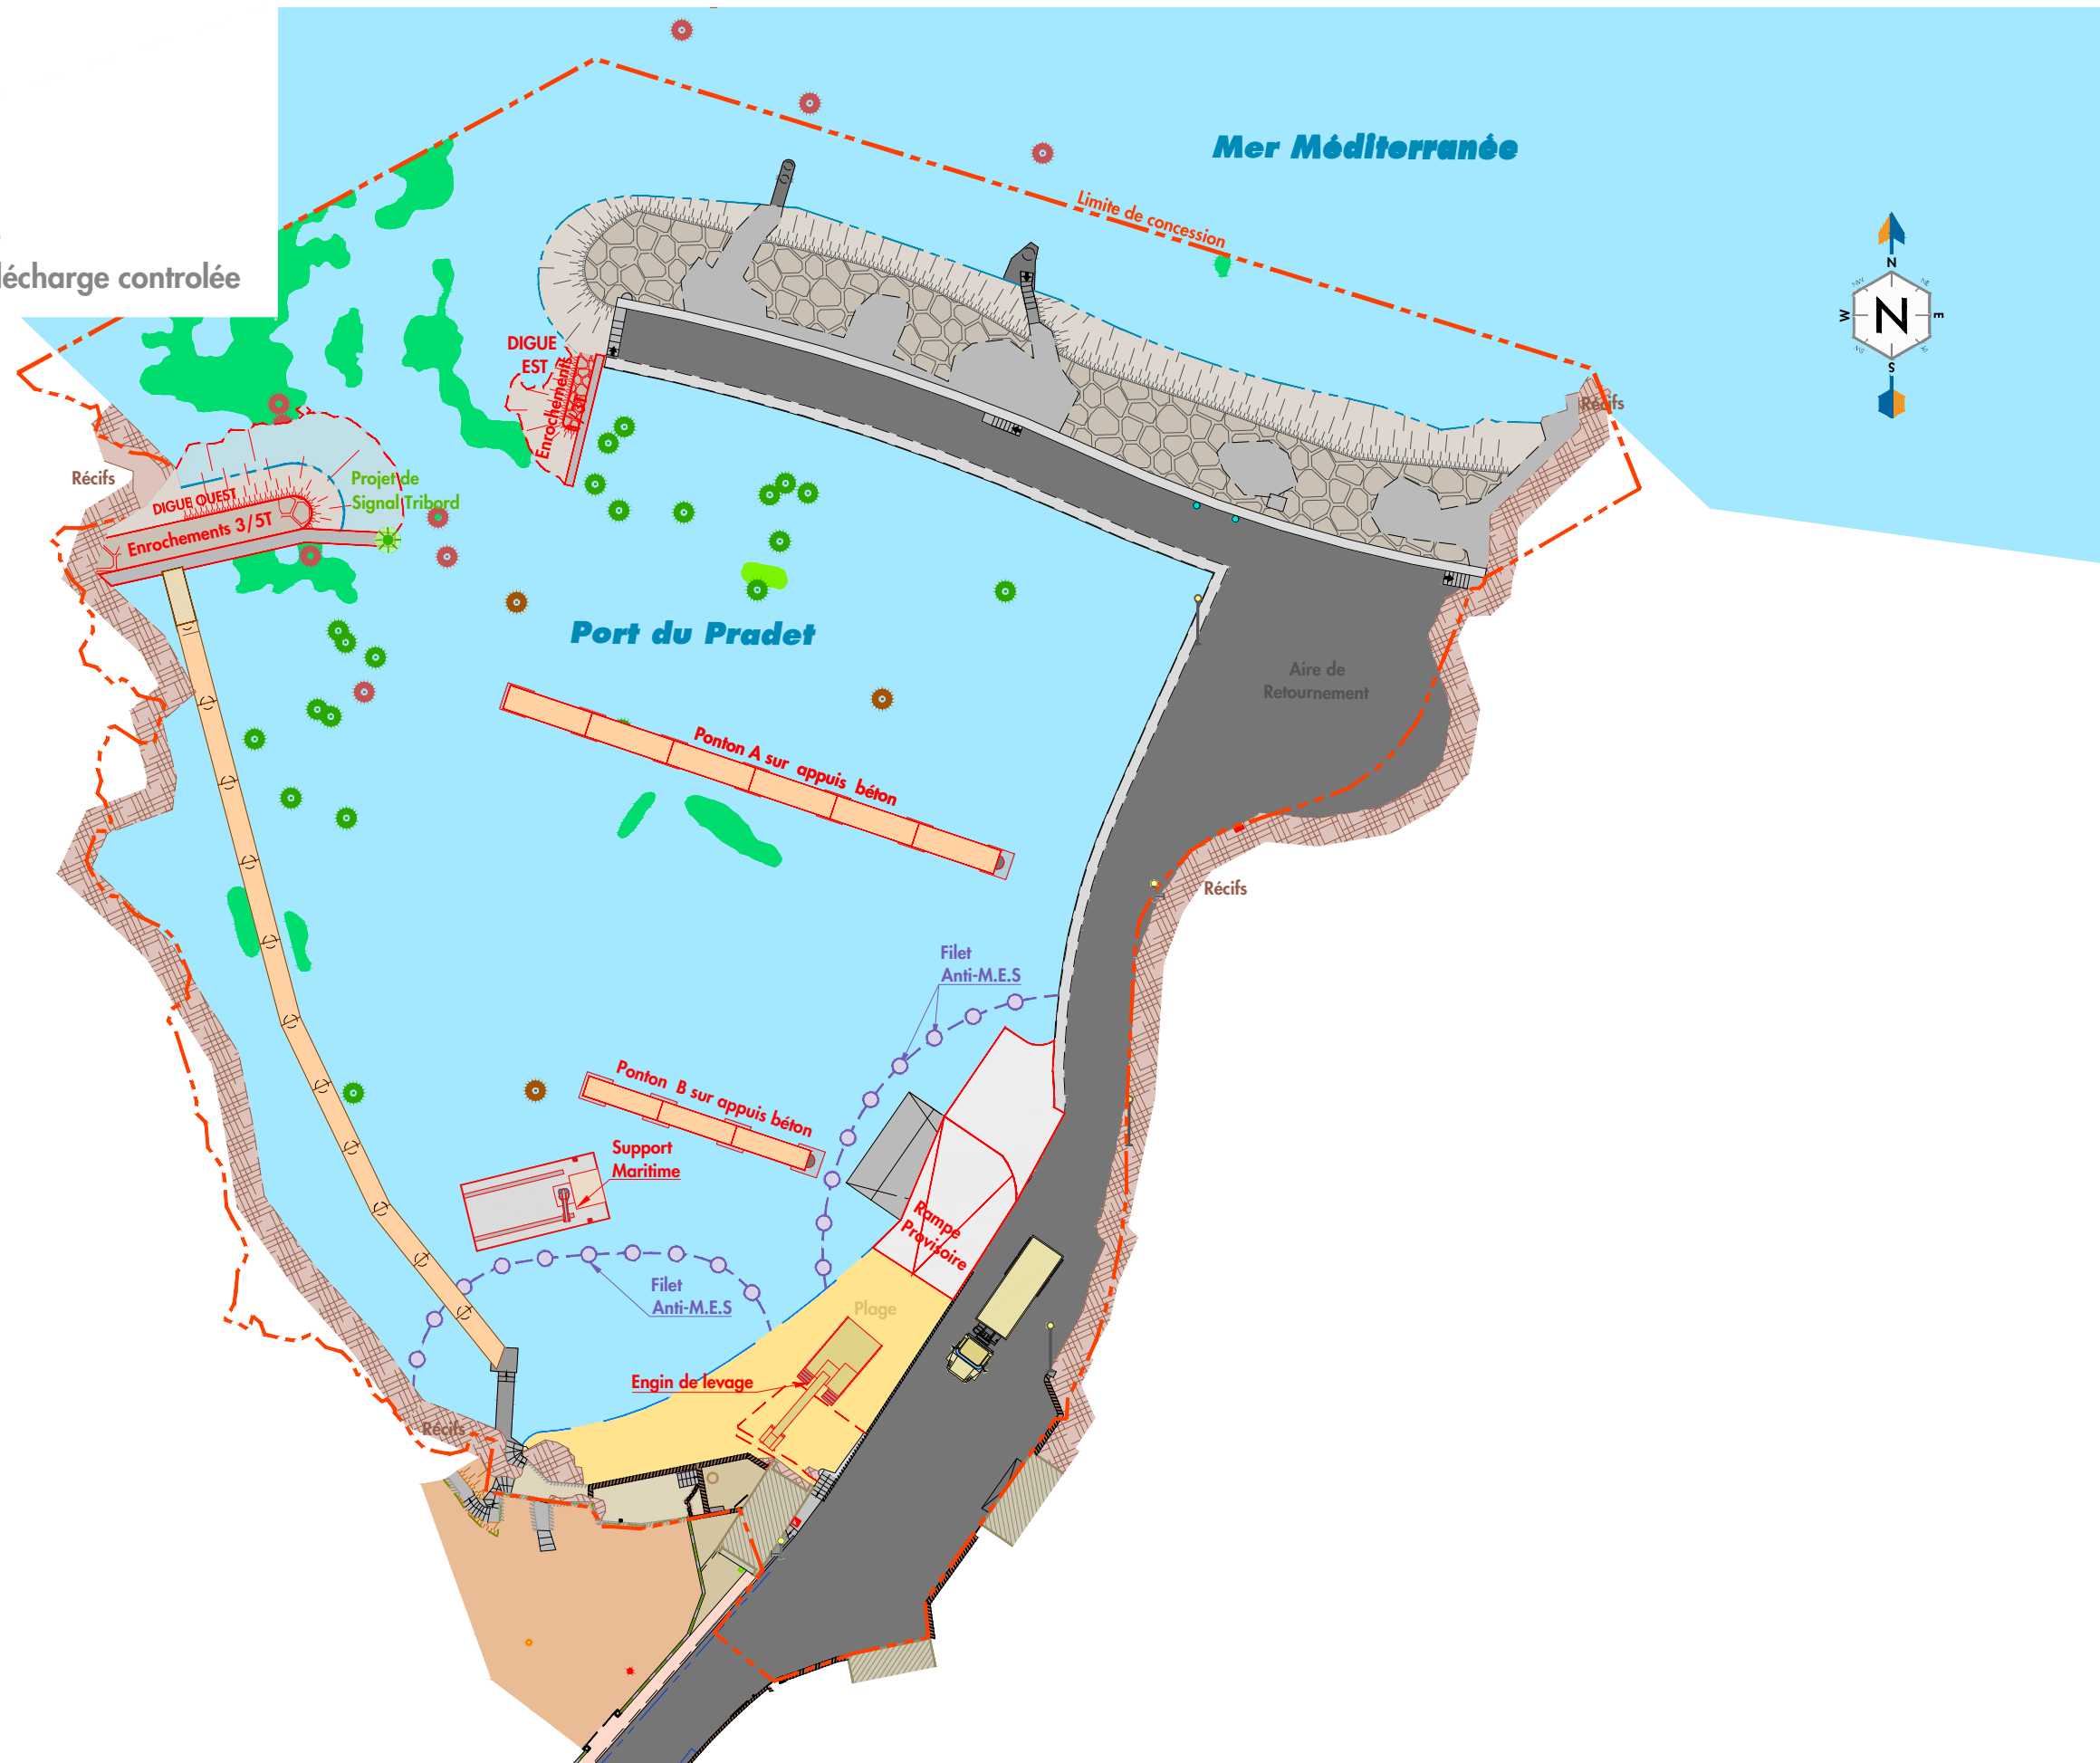 Mer Méditerranée
Limite de concession
lécharge controlée
N
N
W
E
S
DIGUE
EST
Enrochements
Récifs
Récifs
Projet de
Signal Tribord
DIGUE OUEST
Enrochements 3/5T
Port du Pradet
Aire de
Retournement
Ponton A sur appuis béton
Récifs
Filet
Anti-M.E.S
Ponton B sur appuis béton
Support
Maritime
Rampe
Provisoire
Filet
Anti-M.E.S
Plage
Engin de levage
Récifs